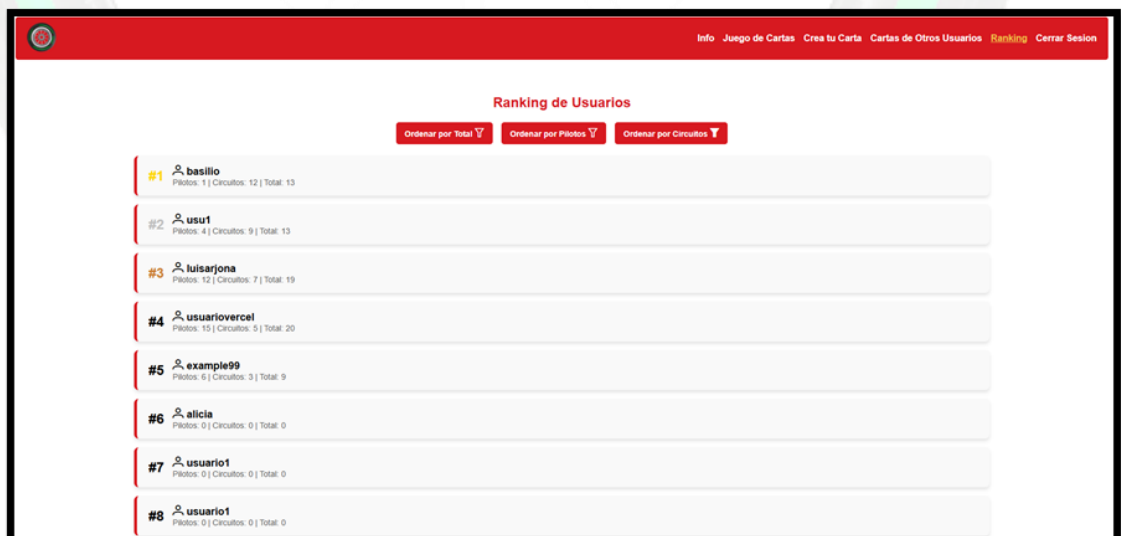 Info Juego de Cartas Crea tu Carta Cartas de Otros Usuarios Ranking Cerrar Sesion
Ranking de Usuarios
Ordenar por Total Ordenar por Pilotos Ordenar por Circuitos
#1 basilio
Pilotos: 1 | Circuitos: 12 | Total: 13
#2 usu1
Pilotos: 4 | Circuitos: 9 | Total: 13
#3 luisarjona
Pilotos: 12 | Circuitos: 7 | Total: 19
#4 usuariovercel
Pilotos: 15 | Circuitos: 5 | Total: 20
#5 example99
Pilotos: 6 | Circuitos: 3 | Total: 9
#6 alicia
Pilotos: 0 | Circuitos: 0 | Total: 0
#7 usuario1
Pilotos: 0 | Circuitos: 0 | Total: 0
#8 usuario1
Pilotos: 0 | Circuitos: 0 | Total: 0